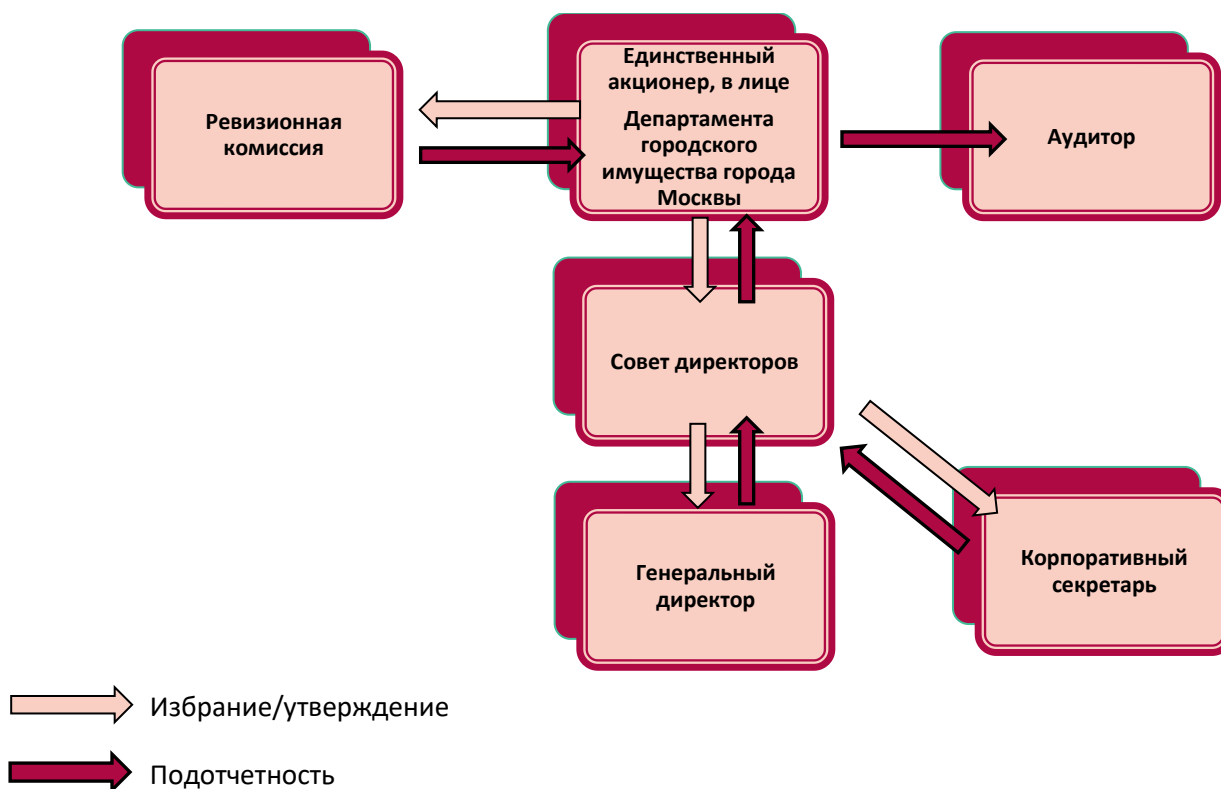 Ревизионная
комиссия
Единственный
акционер, в лице
Департамента
городского
имущества города
Москвы
Аудитор
Совет директоров
Генеральный
директор
Корпоративный
секретарь
Избрание/утверждение
Подотчетность